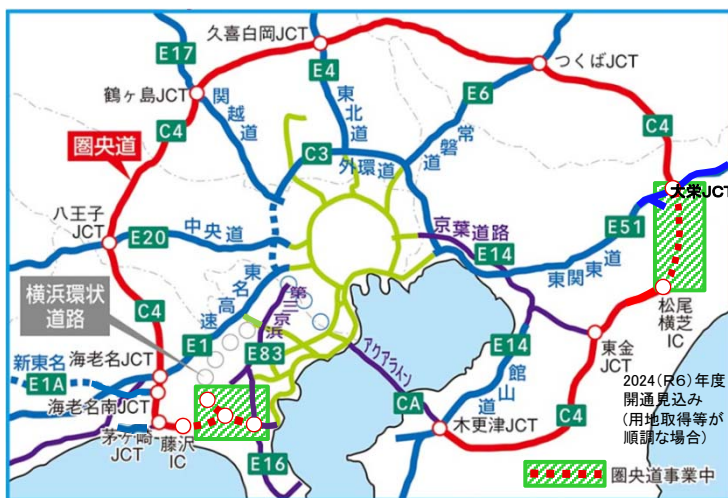 久喜白岡JCT
E17
E4
つくばJCT
鶴ヶ島JCT
関越道
東北道
E6
常磐道
C4
圏央道
C4
C3
外環道
大栄JCT
八王子
JCT
E20
中央道
京葉道路
E14
E51
東関東道
横浜環状
道路
東名高速
第三京浜
C4
E1
新東名
E1A
海老名JCT
海老名南JCT
E83
アクアライン
E14
館山道
松尾
横芝
IC
東金
JCT
CA
C4
茅ヶ崎
JCT
藤沢
IC
E16
木更津JCT
2024(R6)年度
開通見込み
(用地取得等が
順調な場合)
圏央道事業中